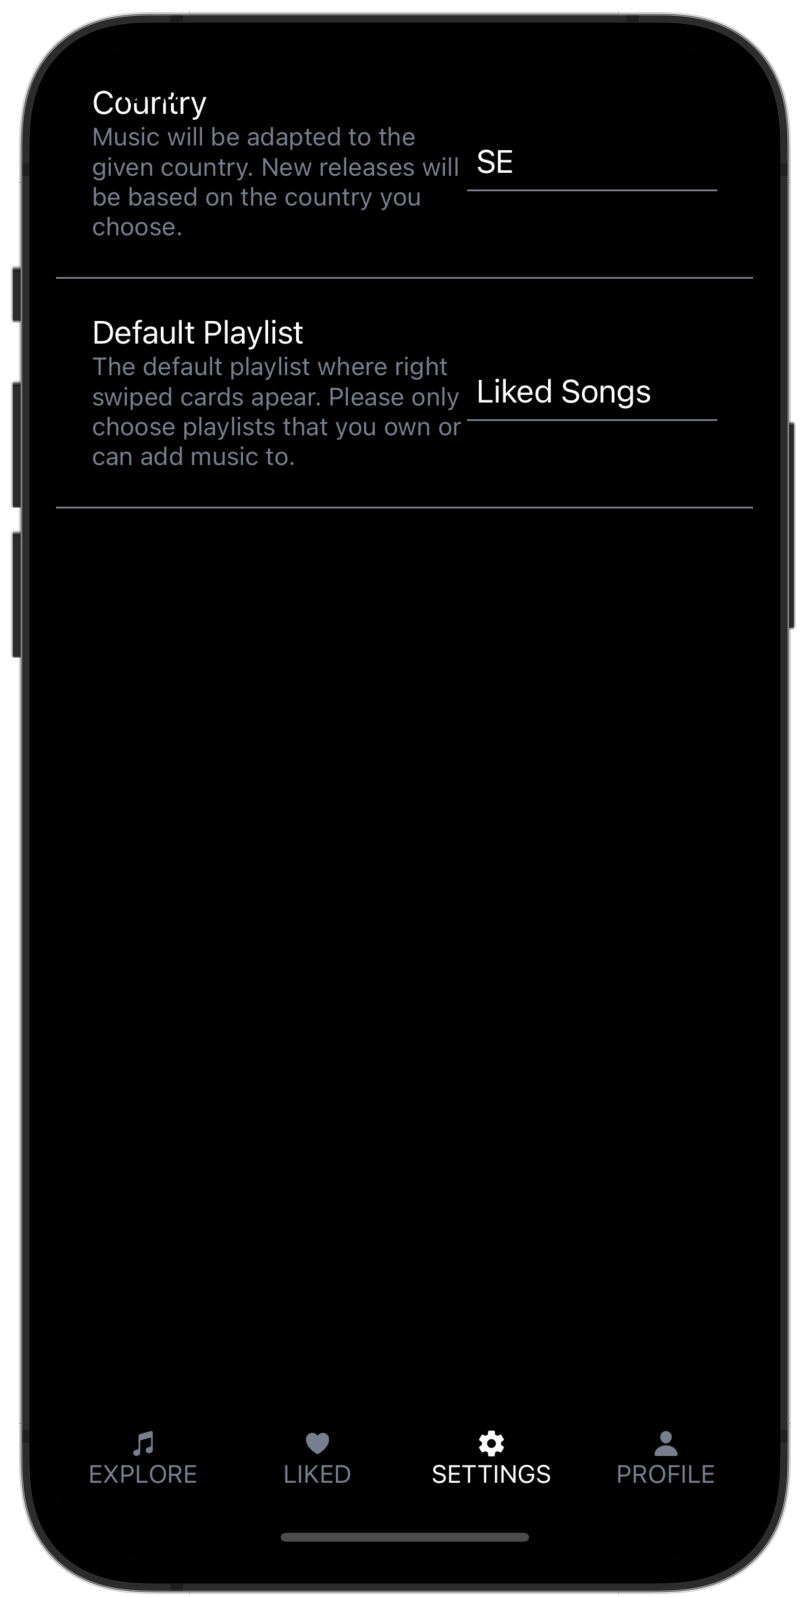 Country
Music will be adapted to the
given country. New releases will
be based on the country you
choose.
SE
Default Playlist
The default playlist where right
swiped cards apear. Please only
choose playlists that you own or
can add music to.
Liked Songs
EXPLORE
LIKED
SETTINGS
PROFILE